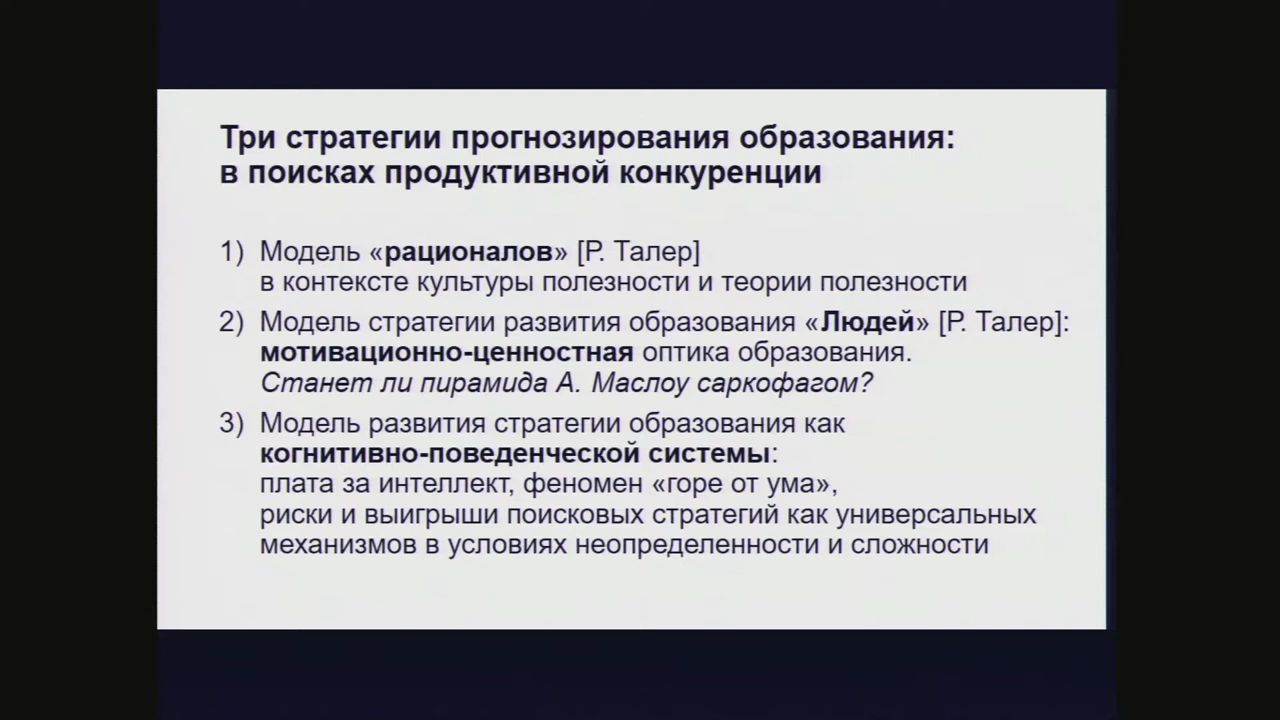 Три стратегии прогнозирования образования:
в поисках продуктивной конкуренции
1) Модель «рационалов» [Р. Талер]
в контексте культуры полезности и теории полезности
2) Модель стратегии развития образования «Людей» [Р. Талер]:
мотивационно-ценностная оптика образования.
Станет ли пирамида А. Маслоу саркофагом?
3) Модель развития стратегии образования как
когнитивно-поведенческой системы:
плата за интеллект, феномен «горе от ума»,
риски и выигрыши поисковых стратегий как универсальных
механизмов в условиях неопределенности и сложности